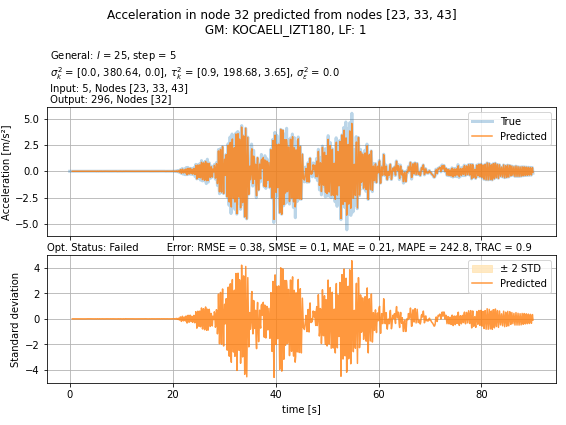 Acceleration in node 32 predicted from nodes [23, 33, 43]
GM: KOCAELI_IZT180, LF: 1
General: l = 25, step = 5
σ²ₖ = [0.0, 380.64, 0.0], τ²ₖ = [0.9, 198.68, 3.65], σ²ₑ = 0.0
Input: 5, Nodes [23, 33, 43]
Output: 296, Nodes [32]
5.0
2.5
0.0
−2.5
−5.0
Acceleration [m/s²]
True
Predicted
Opt. Status: Failed Error: RMSE = 0.38, SMSE = 0.1, MAE = 0.21, MAPE = 242.8, TRAC = 0.9
4
2
0
−2
−4
Standard deviation
± 2 STD
Predicted
0 20 40 60 80
time [s]